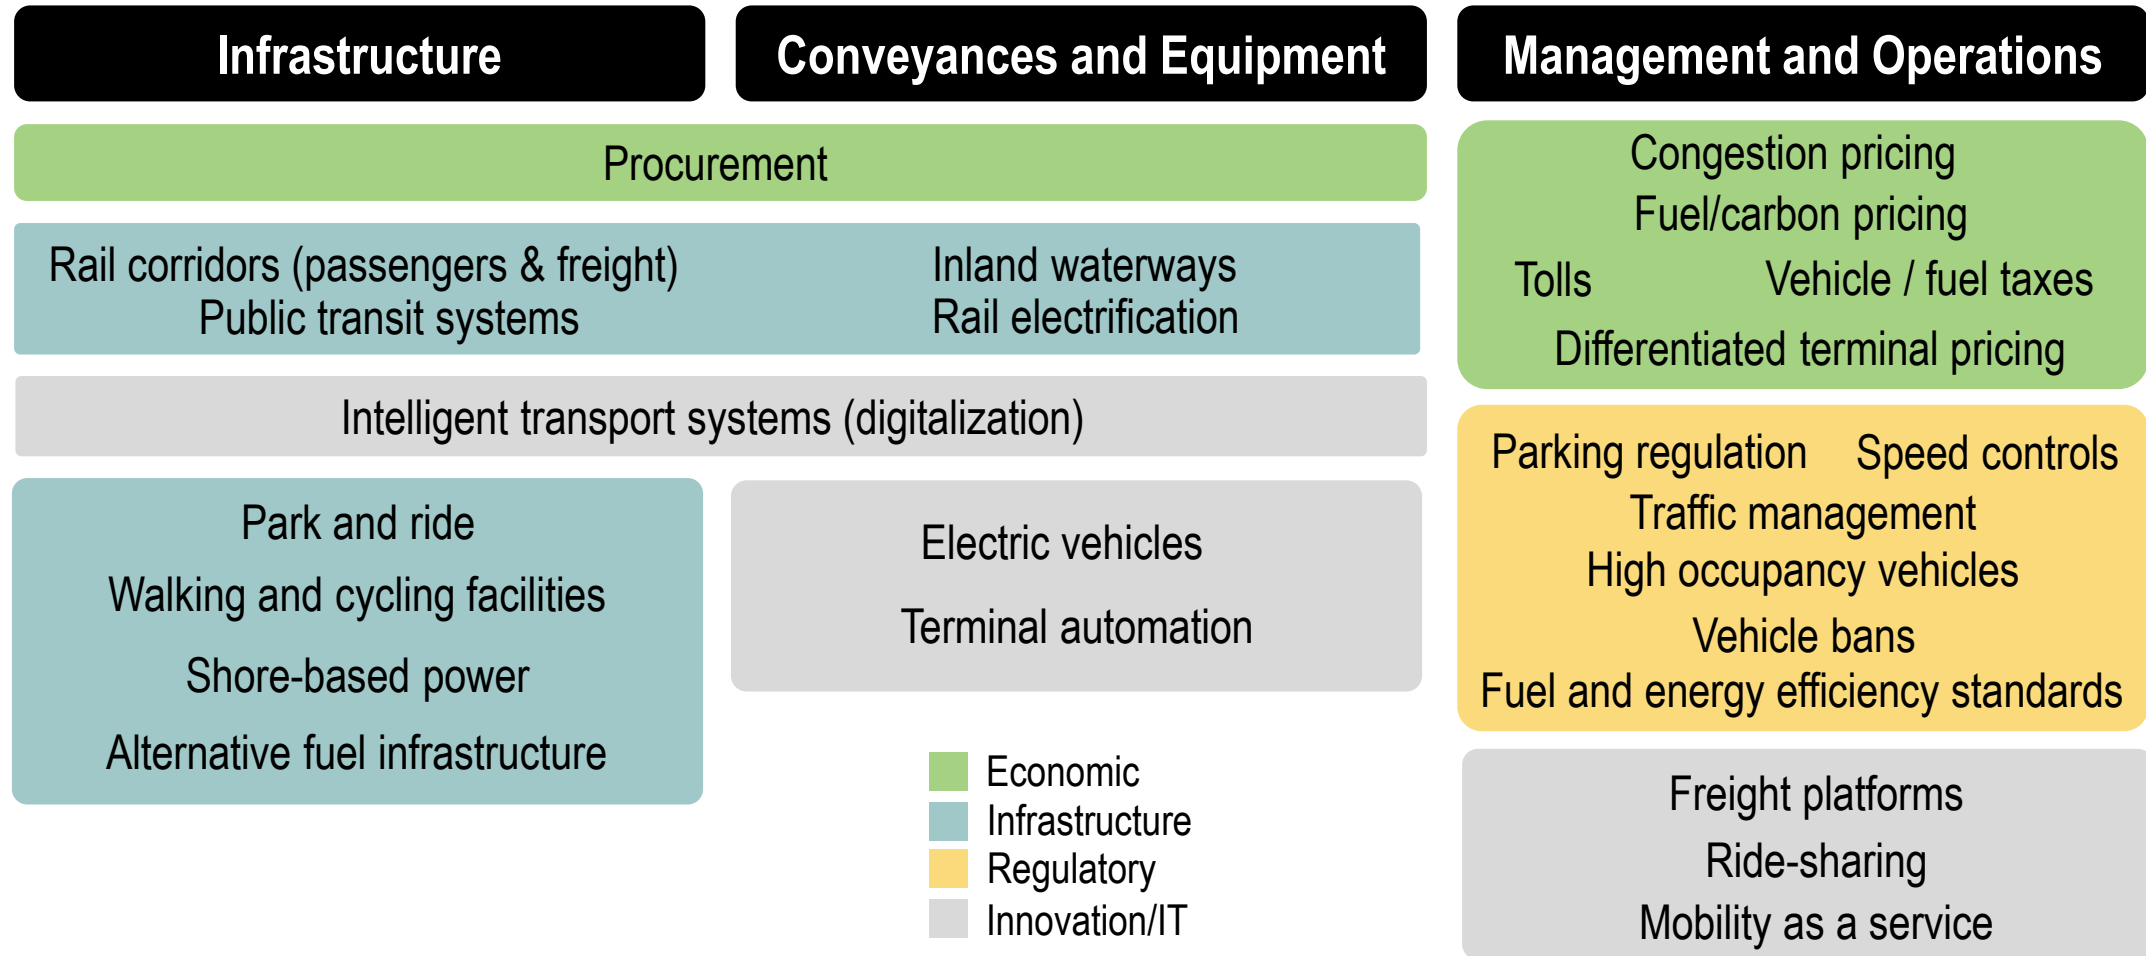 Infrastructure
Conveyances and Equipment
Management and Operations
Procurement
Rail corridors (passengers & freight)
Public transit systems
Inland waterways
Rail electrification
Intelligent transport systems (digitalization)
Park and ride
Walking and cycling facilities
Shore-based power
Alternative fuel infrastructure
Electric vehicles
Terminal automation
Congestion pricing
Fuel/carbon pricing
Tolls
Vehicle / fuel taxes
Differentiated terminal pricing
Parking regulation
Speed controls
Traffic management
High occupancy vehicles
Vehicle bans
Fuel and energy efficiency standards
Freight platforms
Ride-sharing
Mobility as a service
Economic
Infrastructure
Regulatory
Innovation/IT